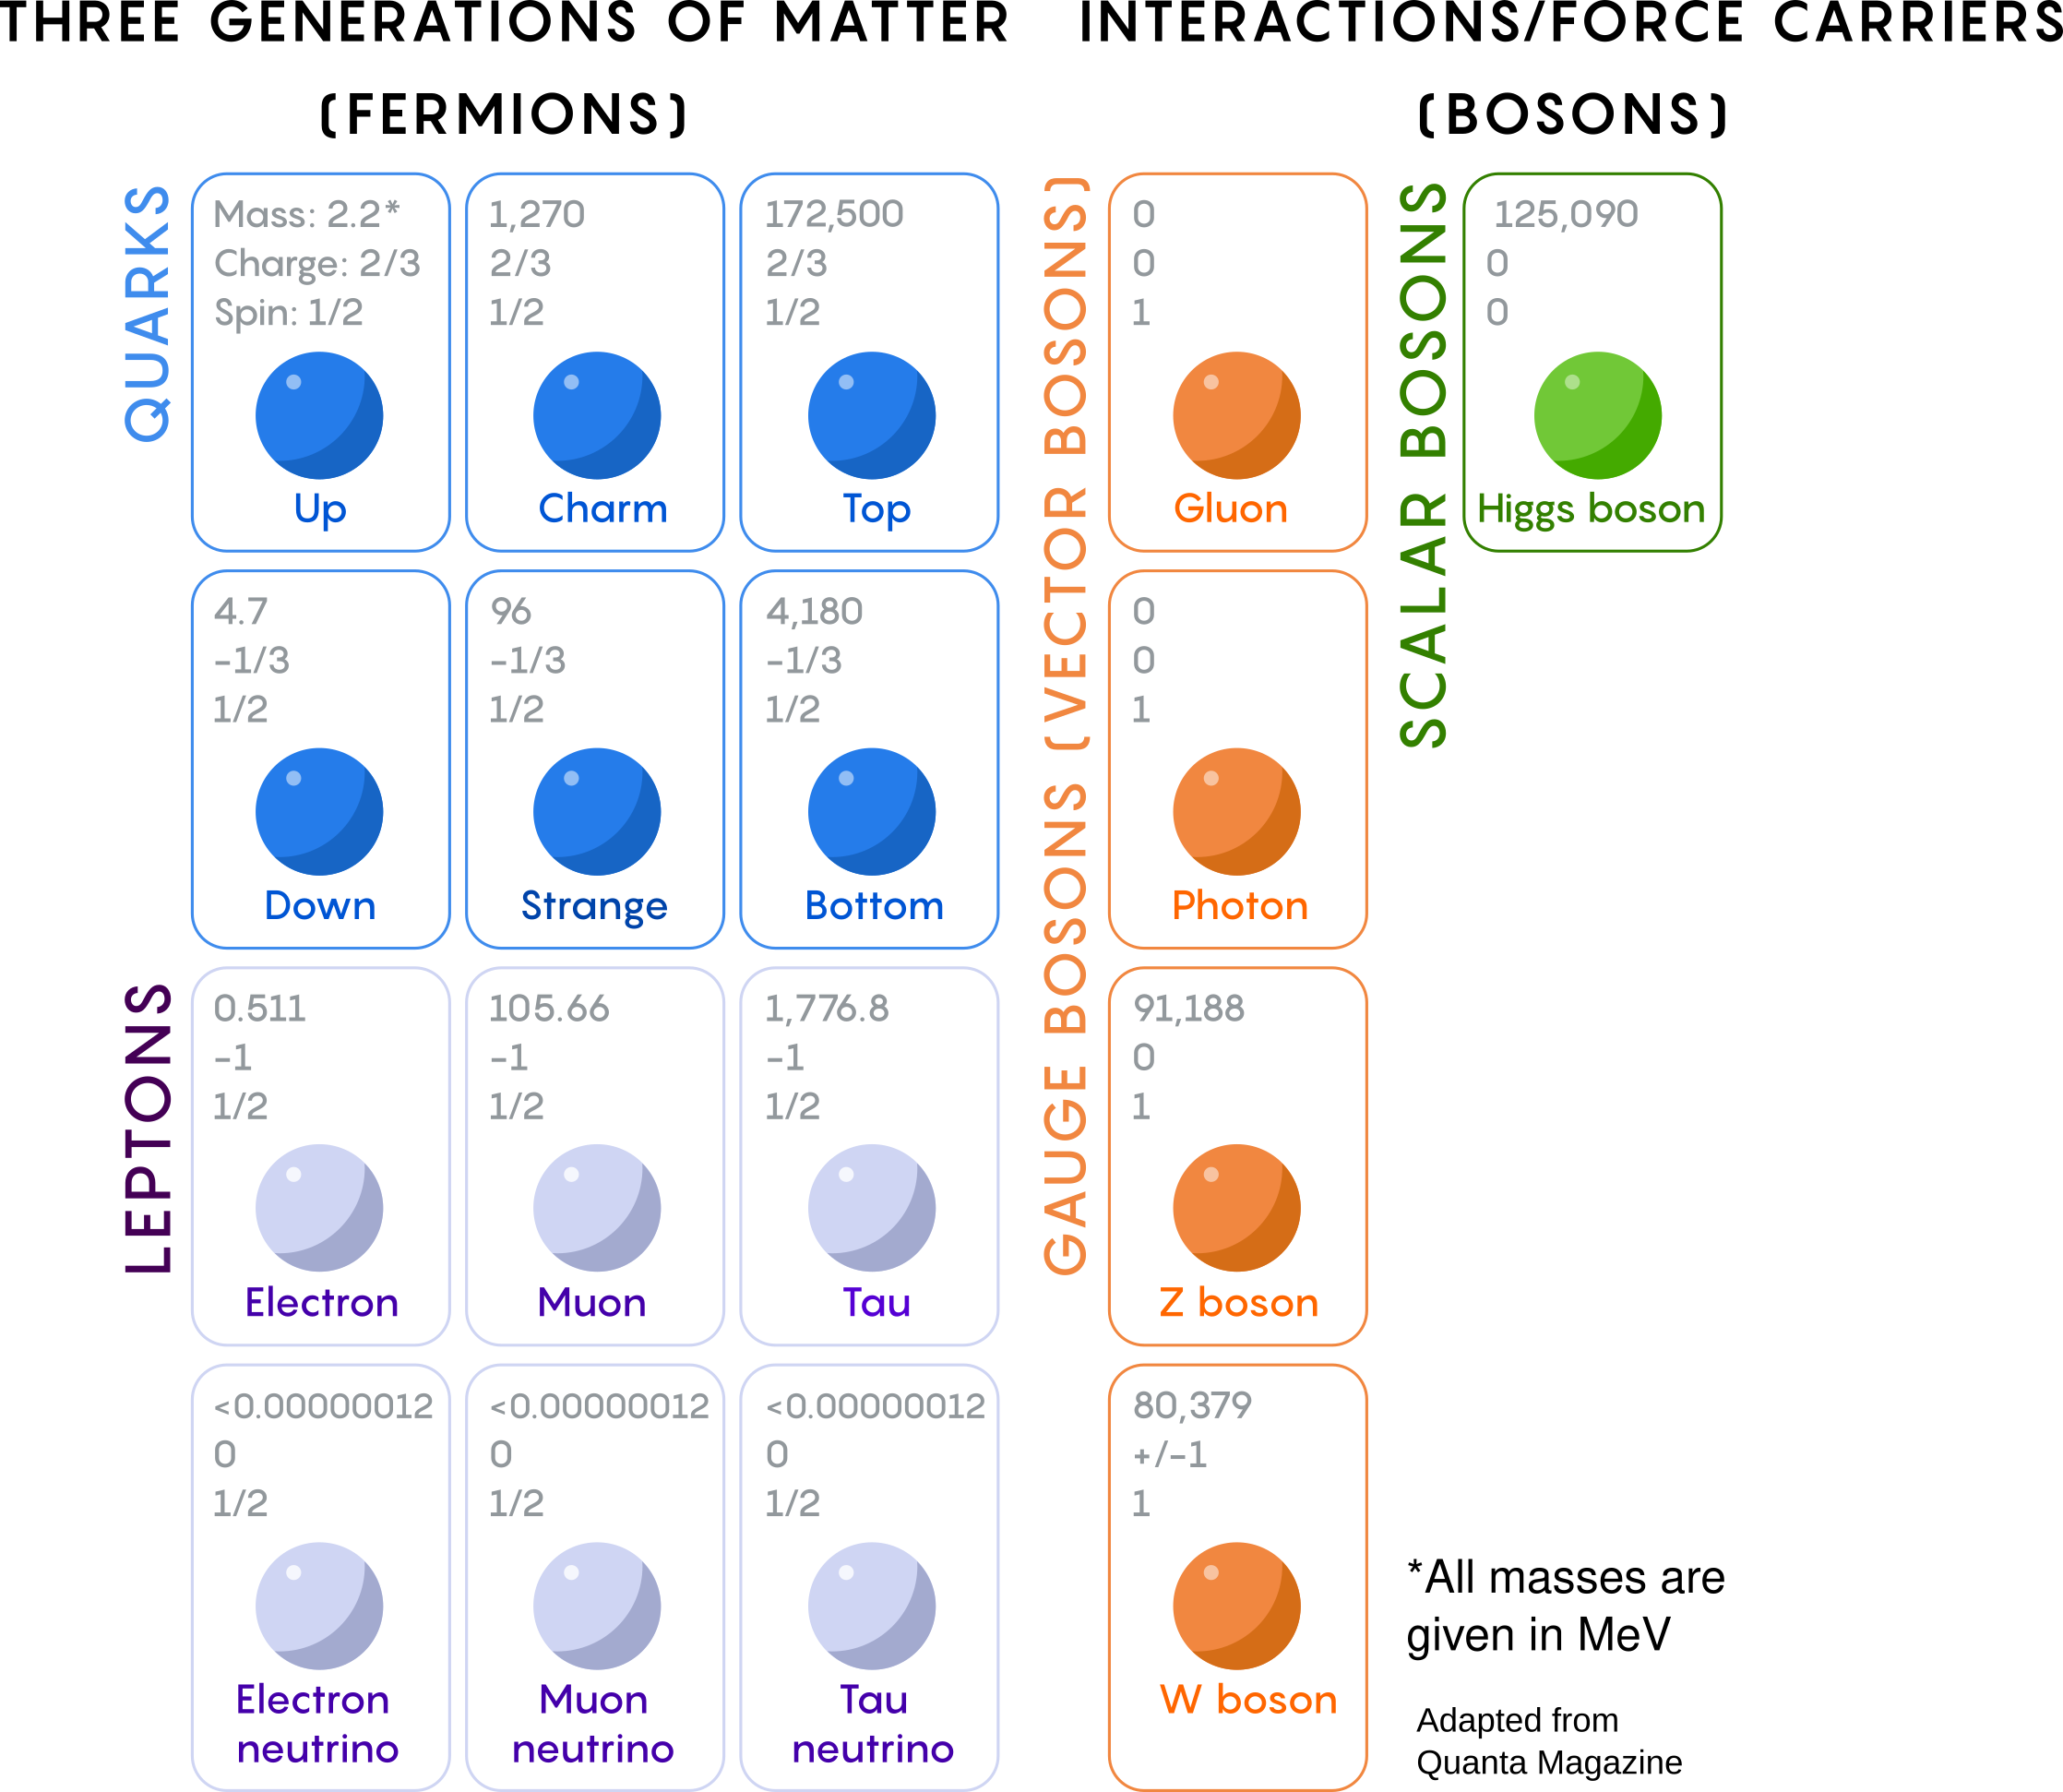 THREE GENERATIONS OF MATTER
(FERMIONS)
INTERACTIONS/FORCE CARRIERS
(BOSONS)
QUARKS
Mass: 2.2*
Charge: 2/3
Spin: 1/2
Up
1,270
2/3
1/2
Charm
172,500
2/3
1/2
Top
4.7
-1/3
1/2
Down
96
-1/3
1/2
Strange
4,180
-1/3
1/2
Bottom
LEPTONS
0.511
-1
1/2
Electron
105.66
-1
1/2
Muon
1,776.8
-1
1/2
Tau
<0.00000012
0
1/2
Electron
neutrino
<0.00000012
0
1/2
Muon
neutrino
<0.00000012
0
1/2
Tau
neutrino
GAUGE BOSONS (VECTOR BOSONS)
0
0
1
Gluon
0
0
1
Photon
91,188
0
1
Z boson
80,379
+/-1
1
W boson
SCALAR BOSONS
125,090
0
0
Higgs boson
*All masses are
given in MeV
Adapted from
Quanta Magazine